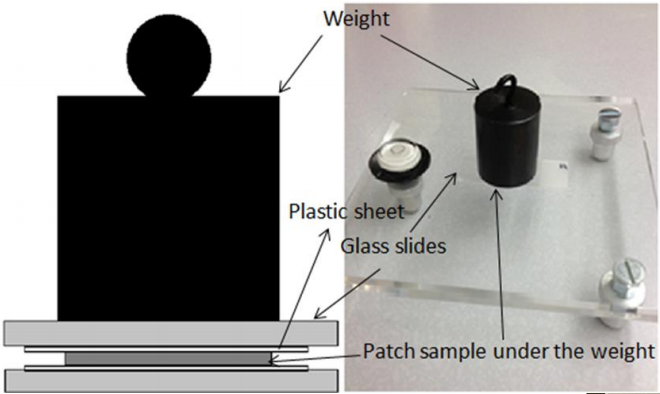 Weight
Plastic sheet
Glass slides
Patch sample under the weight